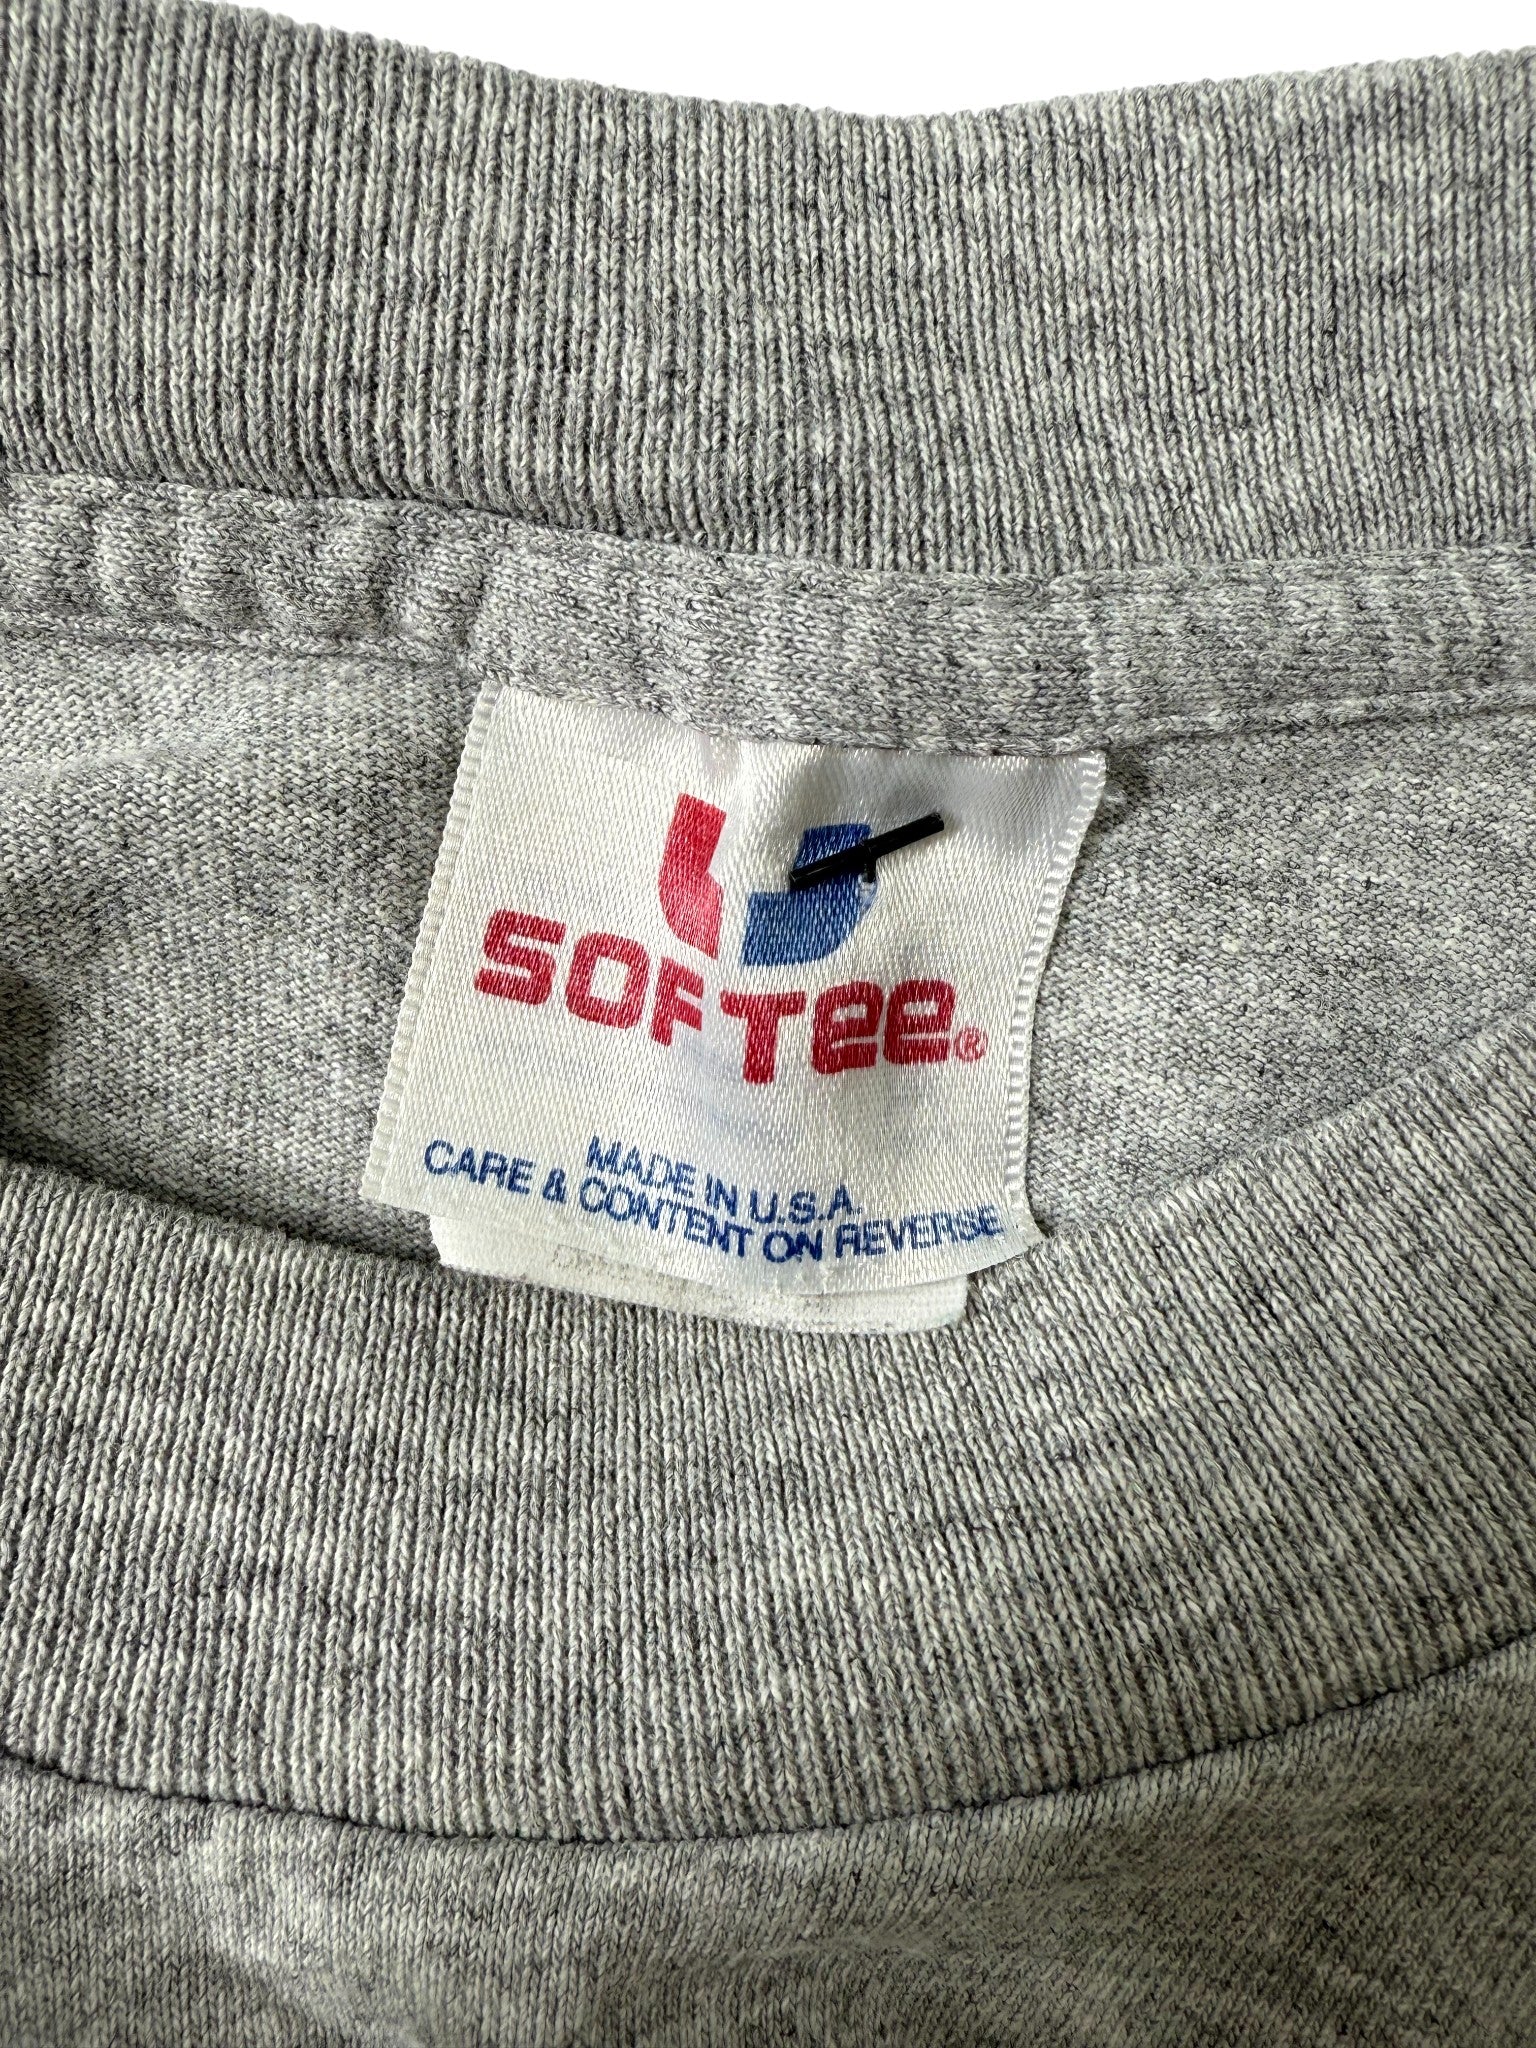 SOFTEE®
MADE IN U.S.A.
CARE & CONTENT ON REVERSE